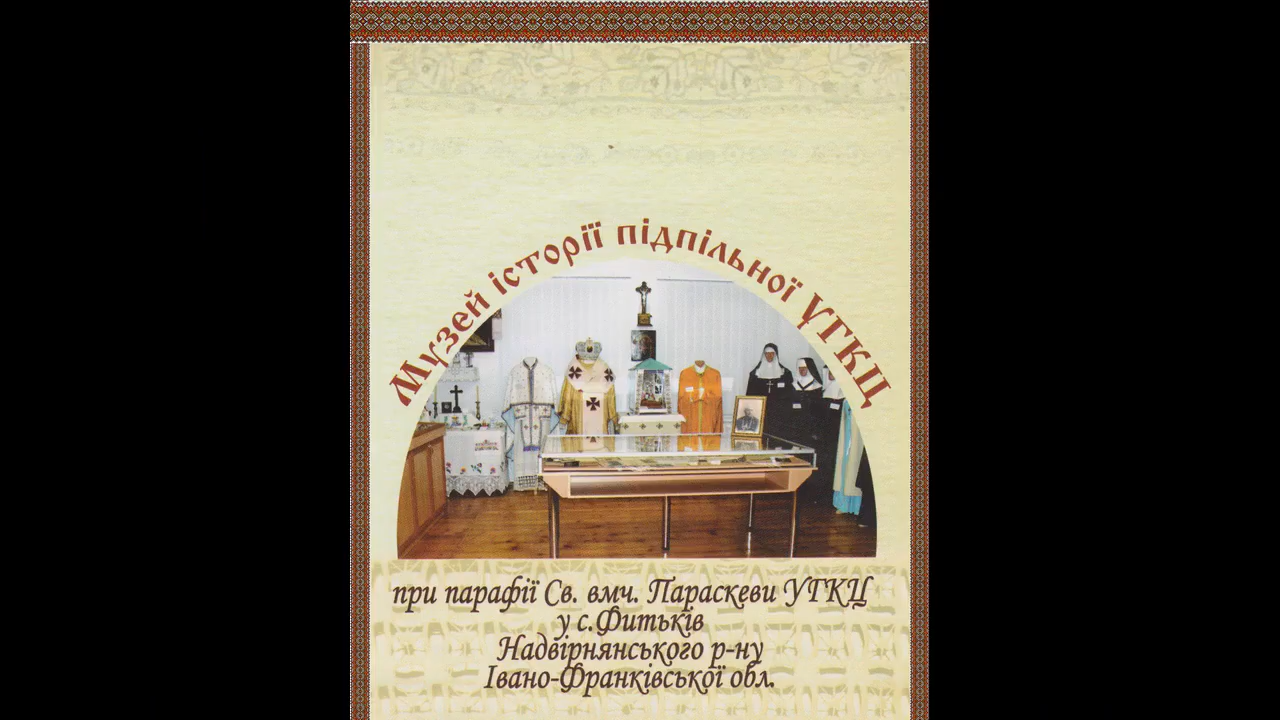 Музей історії підпільної УГКЦ
при парафії Св. вмч. Параскеви УГКЦ
у с.Фитьків
Надвірнянського р-ну
Івано-Франківської обл.